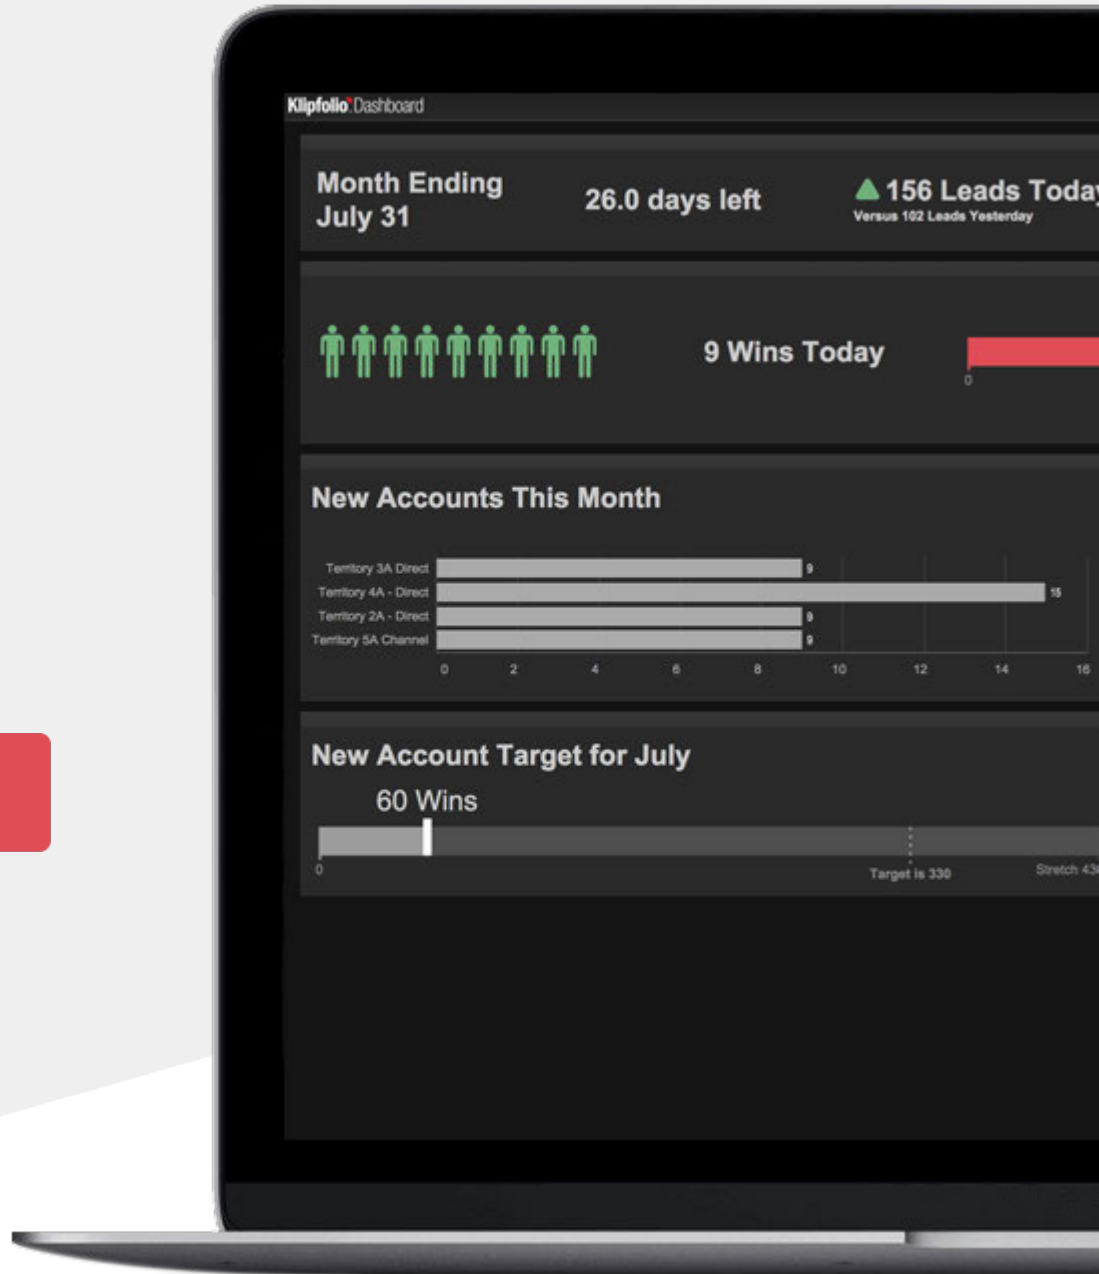 Klipfolio Dashboard
Month Ending
July 31
26.0 days left
156 Leads Today
Versus 102 Leads Yesterday
9 Wins Today
0
New Accounts This Month
Territory 3A Direct
9
Territory 4A - Direct
15
Territory 2A - Direct
9
Territory 5A Channel
9
0 2 4 6 8 10 12 14 16
New Account Target for July
60 Wins
0
Target is 330
Stretch 430